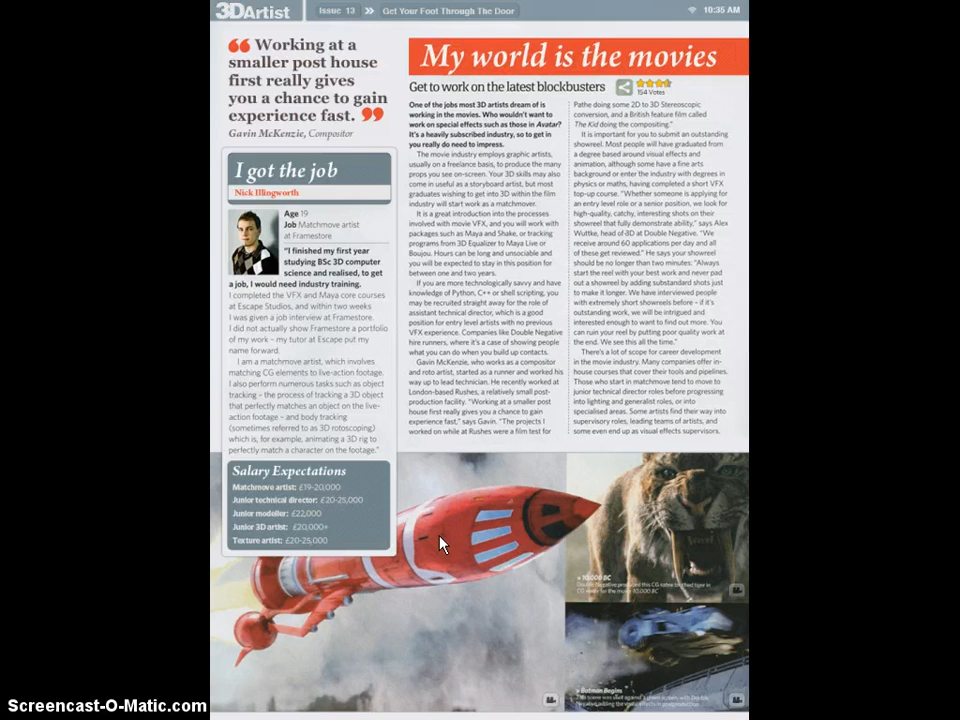 3DArtist
Issue 13
Get Your Foot Through The Door
10:35 AM
Working at a
smaller post house
first really gives
you a chance to gain
experience fast.
Gavin McKenzie, Compositor
I got the job
Nick Illingworth
Age 19
Job Matchmove artist
at Framestore
"I finished my first year
studying BSc 3D computer
science and realised, to get
a job, I would need industry training.
I completed the VFX and Maya core courses
at Escape Studios, and within two weeks
I was given a job interview at Framestore.
I did not actually show Framestore a portfolio
of my work – my tutor at Escape put my
name forward.
I am a matchmove artist, which involves
matching CG elements to live-action footage.
I also perform numerous tasks such as object
tracking – the process of tracking a 3D object
that perfectly matches an object on the live-
action footage – and body tracking
(sometimes referred to as 3D rotoscoping)
which is, for example, animating a 3D rig to
perfectly match a character on the footage."
Salary Expectations
Matchmove artist: £19-20,000
Junior technical director: £20-25,000
Junior modeller: £22,000
Junior 3D artist: £20,000+
Texture artist: £20-25,000
My world is the movies
Get to work on the latest blockbusters
154 Votes
One of the jobs most 3D artists dream of is
working in the movies. Who wouldn't want to
work on special effects such as those in Avatar?
It's a heavily subscribed industry, so to get in
you really do need to impress.
The movie industry employs graphic artists,
usually on a freelance basis, to produce the many
props you see on-screen. Your 3D skills may also
come in useful as a storyboard artist, but most
graduates wishing to get into 3D within the film
industry will start work as a matchmover.
It is a great introduction into the processes
involved with movie VFX, and you will work with
packages such as Maya and Shake, or tracking
programs from 3D Equalizer to Maya Live or
Boujou. Hours can be long and unsociable and
you will be expected to stay in this position for
between one and two years.
If you are more technologically savvy and have
knowledge of Python, C++ or shell scripting, you
may be recruited straight away for the role of
assistant technical director, which is a good
position for entry level artists with no previous
VFX experience. Companies like Double Negative
hire runners, where it's a case of showing people
what you can do when you build up contacts.
Gavin McKenzie, who works as a compositor
and roto artist, started as a runner and worked his
way up to lead technician. He recently worked at
London-based Rushes, a relatively small post-
production facility. "Working at a smaller post
house first really gives you a chance to gain
experience fast," says Gavin. "The projects I
worked on while at Rushes were a film test for
Pathe doing some 2D to 3D Stereoscopic
conversion, and a British feature film called
The Kid doing the compositing."
It is important for you to submit an outstanding
showreel. Most people will have graduated from
a degree based around visual effects and
animation, although some have a fine arts
background or enter the industry with degrees in
physics or maths, having completed a short VFX
top-up course. "Whether someone is applying for
an entry level role or a senior position, we look for
high-quality, catchy, interesting shots on their
showreel that fully demonstrate ability," says Alex
Wuttke, head of 3D at Double Negative. "We
receive around 60 applications per day and all
of these get reviewed." He says your showreel
should be no longer than two minutes: "Always
start the reel with your best work and never pad
out a showreel by adding substandard shots just
to make it longer. We have interviewed people
with extremely short showreels before – if it's
outstanding work, we will be intrigued and
interested enough to want to find out more. You
can ruin your reel by putting poor quality work at
the end. We see this all the time."
There's a lot of scope for career development
in the movie industry. Many companies offer in-
house courses that cover their tools and pipelines.
Those who start in matchmove tend to move to
junior technical director roles before progressing
into lighting and generalist roles, or into
specialised areas. Some artists find their way into
supervisory roles, leading teams of artists, and
some even end up as visual effects supervisors.
10,000 BC
Batman Begins
Screencast-O-Matic.com